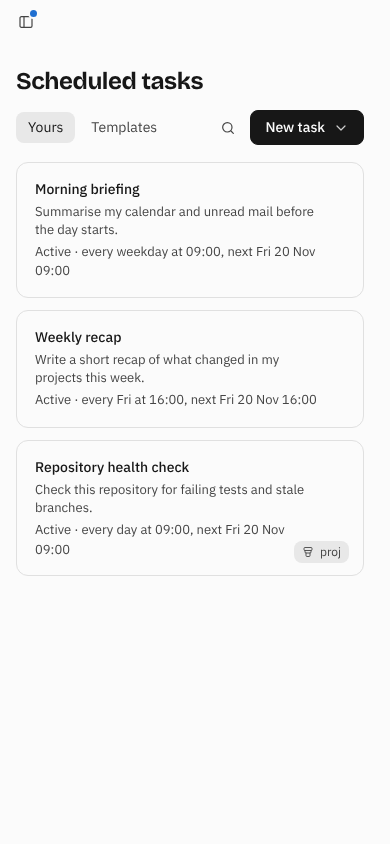 Scheduled tasks
Yours
Templates
New task
Morning briefing
Summarise my calendar and unread mail before
the day starts.
Active · every weekday at 09:00, next Fri 20 Nov
09:00
Weekly recap
Write a short recap of what changed in my
projects this week.
Active · every Fri at 16:00, next Fri 20 Nov 16:00
Repository health check
Check this repository for failing tests and stale
branches.
Active · every day at 09:00, next Fri 20 Nov
09:00
proj